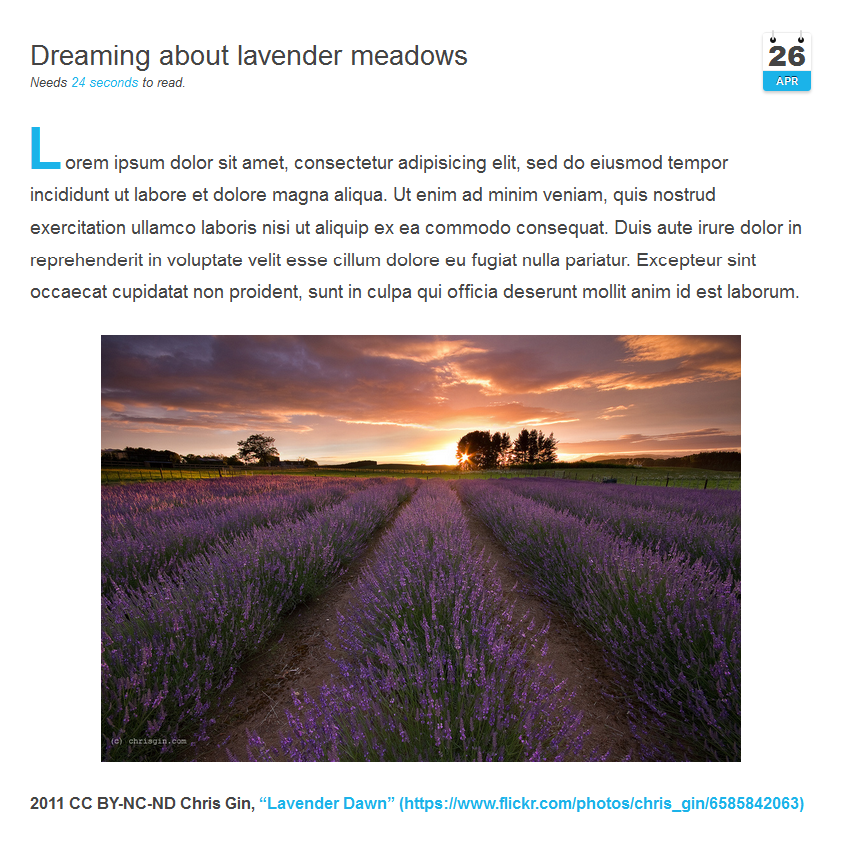 Dreaming about lavender meadows
Needs 24 seconds to read.
26
APR
Lorem ipsum dolor sit amet, consectetur adipisicing elit, sed do eiusmod tempor
incididunt ut labore et dolore magna aliqua. Ut enim ad minim veniam, quis nostrud
exercitation ullamco laboris nisi ut aliquip ex ea commodo consequat. Duis aute irure dolor in
reprehenderit in voluptate velit esse cillum dolore eu fugiat nulla pariatur. Excepteur sint
occaecat cupidatat non proident, sunt in culpa qui officia deserunt mollit anim id est laborum.
(c) chrisgin.com
2011 CC BY-NC-ND Chris Gin, “Lavender Dawn” (https://www.flickr.com/photos/chris_gin/6585842063)